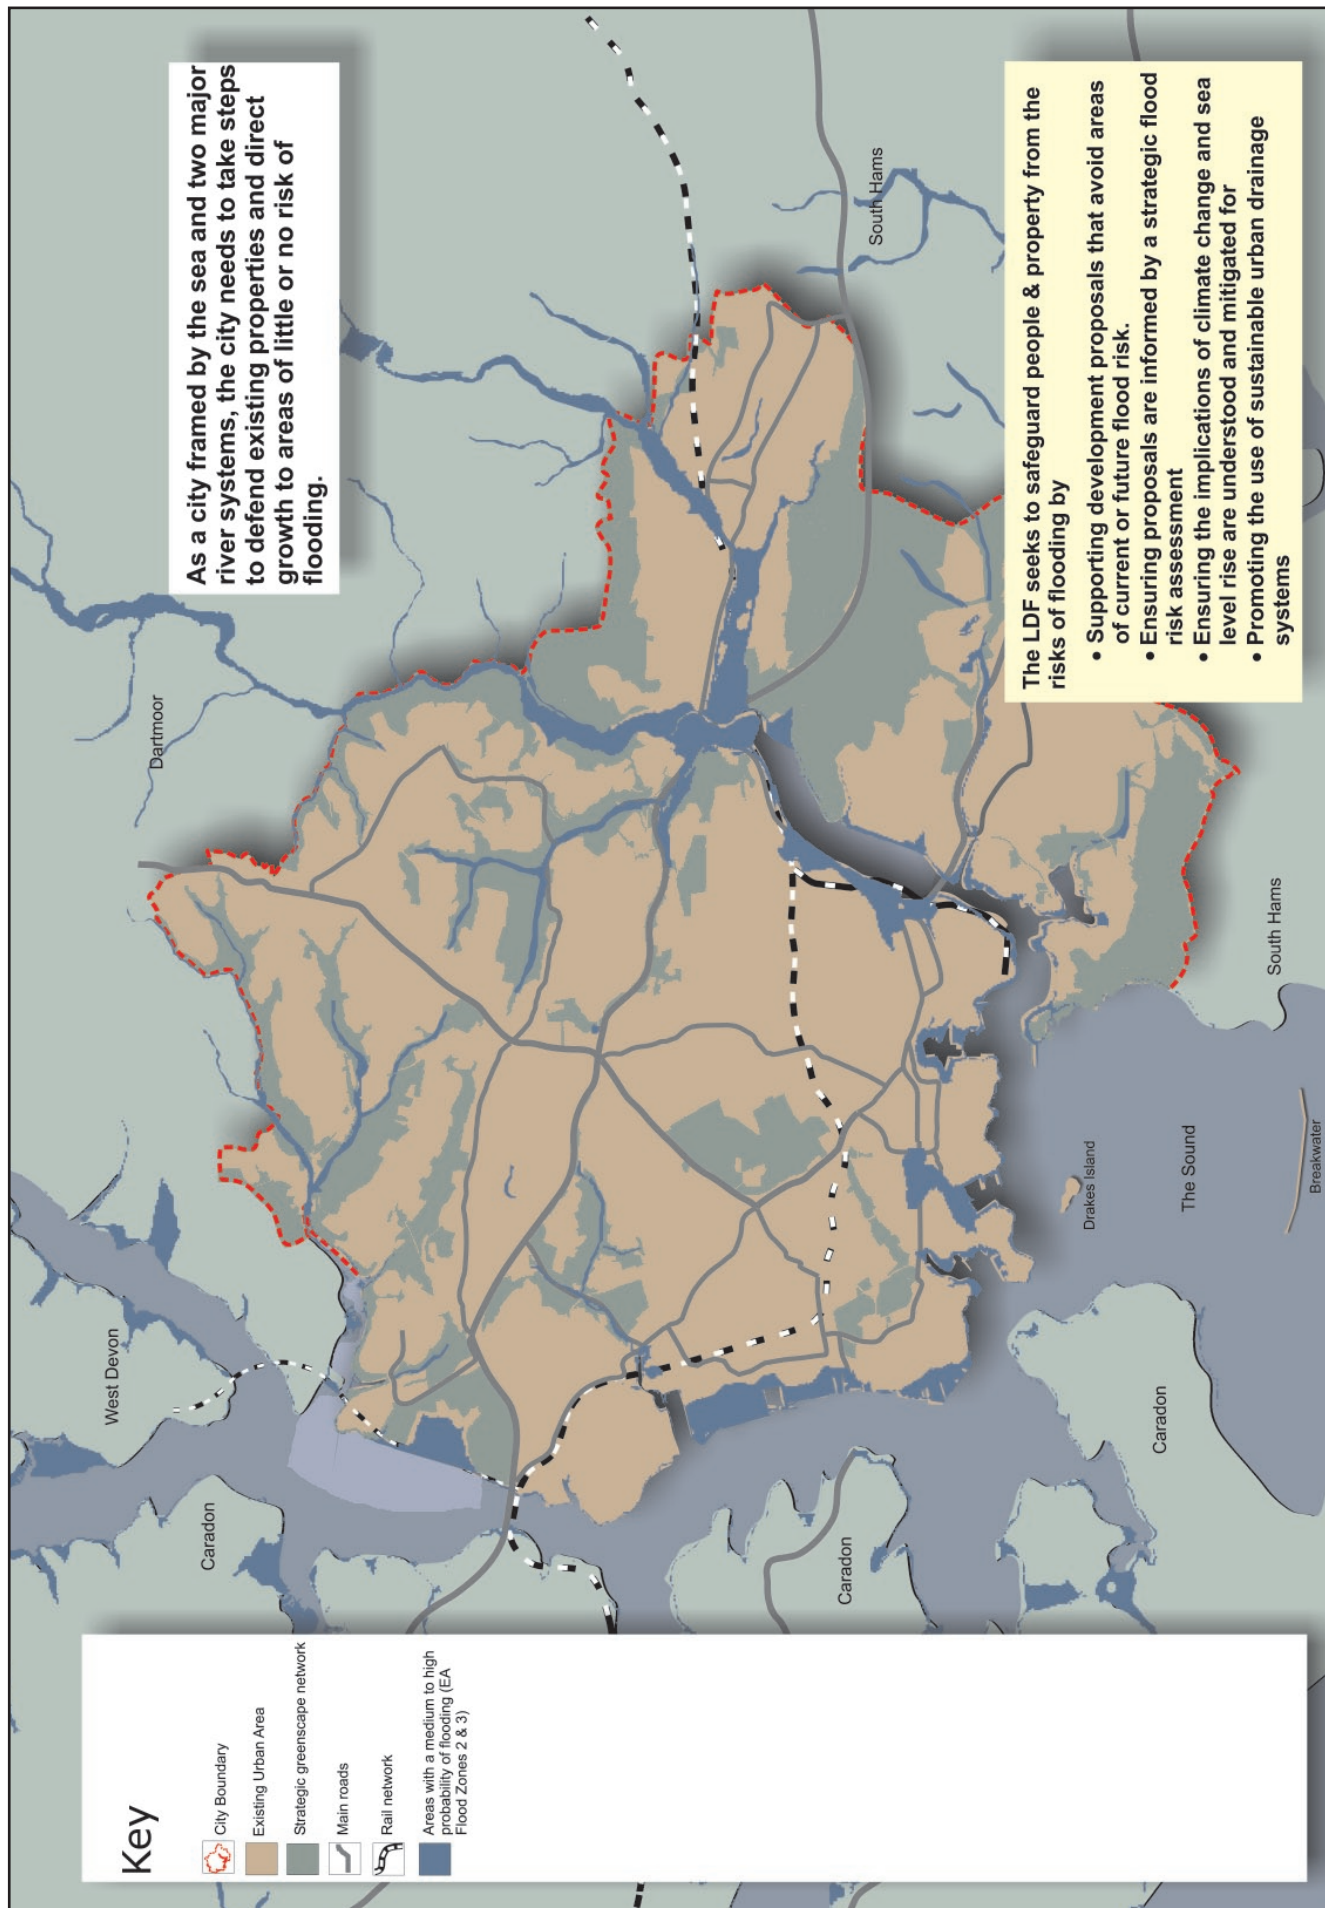 As a city framed by the sea and two major
river systems, the city needs to take steps
to defend existing properties and direct
growth to areas of little or no risk of
flooding.
Dartmoor
West Devon
Caradon
South Hams
Key
City Boundary
Existing Urban Area
Strategic greenscape network
Main roads
Rail network
Areas with a medium to high
probability of flooding (EA
Flood Zones 2 & 3)
Caradon
Caradon
Drakes Island
The Sound
Breakwater
South Hams
The LDF seeks to safeguard people & property from the
risks of flooding by
• Supporting development proposals that avoid areas
of current or future flood risk.
• Ensuring proposals are informed by a strategic flood
risk assessment
• Ensuring the implications of climate change and sea
level rise are understood and mitigated for
• Promoting the use of sustainable urban drainage
systems